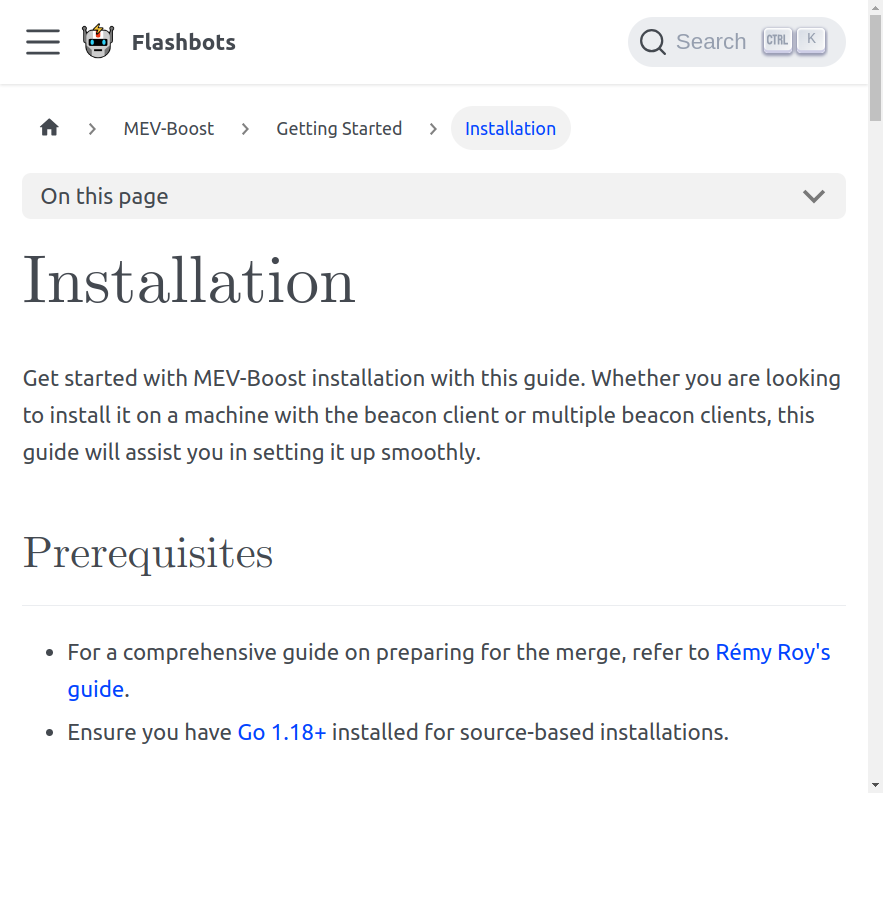 Flashbots
Search CTRL K
MEV-Boost Getting Started Installation
On this page
Installation
Get started with MEV-Boost installation with this guide. Whether you are looking
to install it on a machine with the beacon client or multiple beacon clients, this
guide will assist you in setting it up smoothly.
Prerequisites
For a comprehensive guide on preparing for the merge, refer to Rémy Roy's
guide.
Ensure you have Go 1.18+ installed for source-based installations.